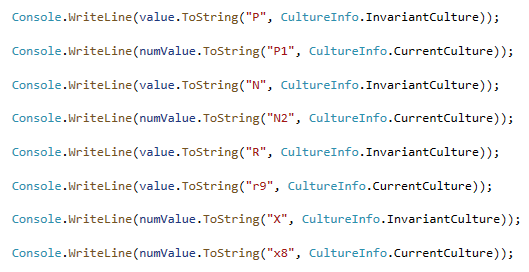 Console.WriteLine(value.ToString("P", CultureInfo.InvariantCulture));
Console.WriteLine(numValue.ToString("P1", CultureInfo.CurrentCulture));
Console.WriteLine(value.ToString("N", CultureInfo.InvariantCulture));
Console.WriteLine(numValue.ToString("N2", CultureInfo.CurrentCulture));
Console.WriteLine(value.ToString("R", CultureInfo.InvariantCulture));
Console.WriteLine(value.ToString("r9", CultureInfo.CurrentCulture));
Console.WriteLine(numValue.ToString("X", CultureInfo.InvariantCulture));
Console.WriteLine(numValue.ToString("x8", CultureInfo.CurrentCulture));